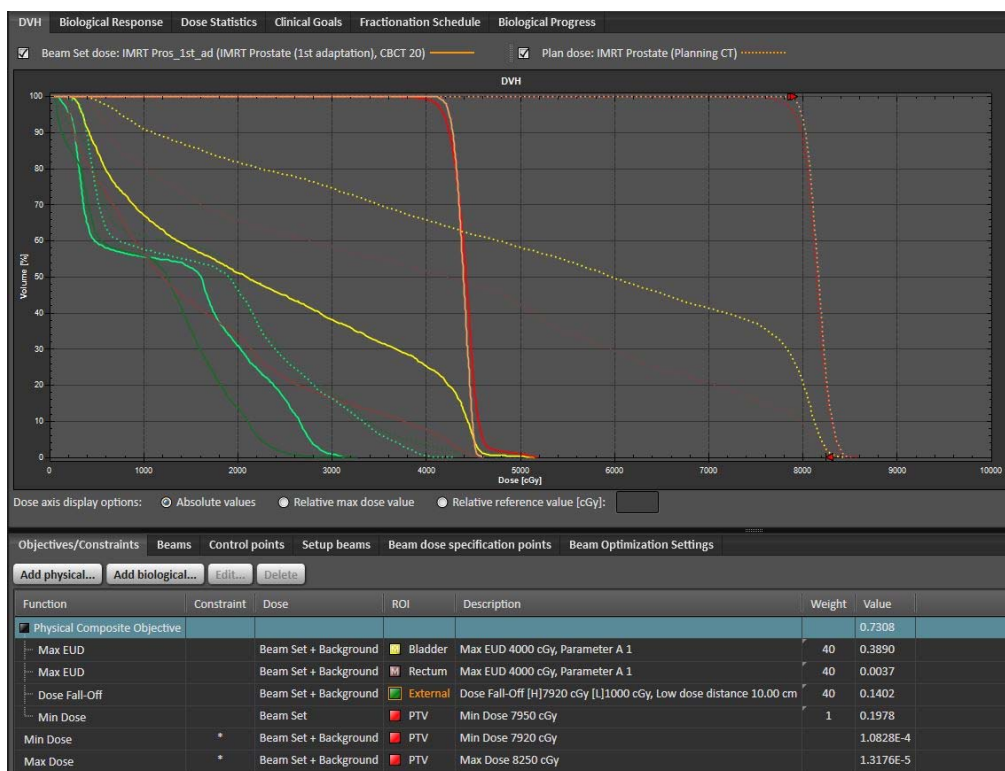 DVH Biological Response Dose Statistics Clinical Goals Fractionation Schedule Biological Progress
Beam Set dose: IMRT Pros_1st_ad (IMRT Prostate (1st adaptation), CBCT 20) Plan dose: IMRT Prostate (Planning CT)
DVH
100
90
80
70
60
50
40
30
20
10
0
Volume [%]
0 1000 2000 3000 4000 5000 6000 7000 8000 9000 10000
Dose [cGy]
Dose axis display options: Absolute values Relative max dose value Relative reference value [cGy]:
Objectives/Constraints Beams Control points Setup beams Beam dose specification points Beam Optimization Settings
Add physical... Add biological... Edit... Delete
Function Constraint Dose ROI Description Weight Value
Physical Composite Objective 0.7308
Max EUD Beam Set + Background M Bladder Max EUD 4000 cGy, Parameter A 1 40 0.3890
Max EUD Beam Set + Background M Rectum Max EUD 4000 cGy, Parameter A 1 40 0.0037
Dose Fall-Off Beam Set + Background External Dose Fall-Off [H]7920 cGy [L]1000 cGy, Low dose distance 10.00 cm 40 0.1402
Min Dose Beam Set PTV Min Dose 7950 cGy 1 0.1978
Min Dose * Beam Set + Background PTV Min Dose 7920 cGy 1.0828E-4
Max Dose * Beam Set + Background PTV Max Dose 8250 cGy 1.3176E-5